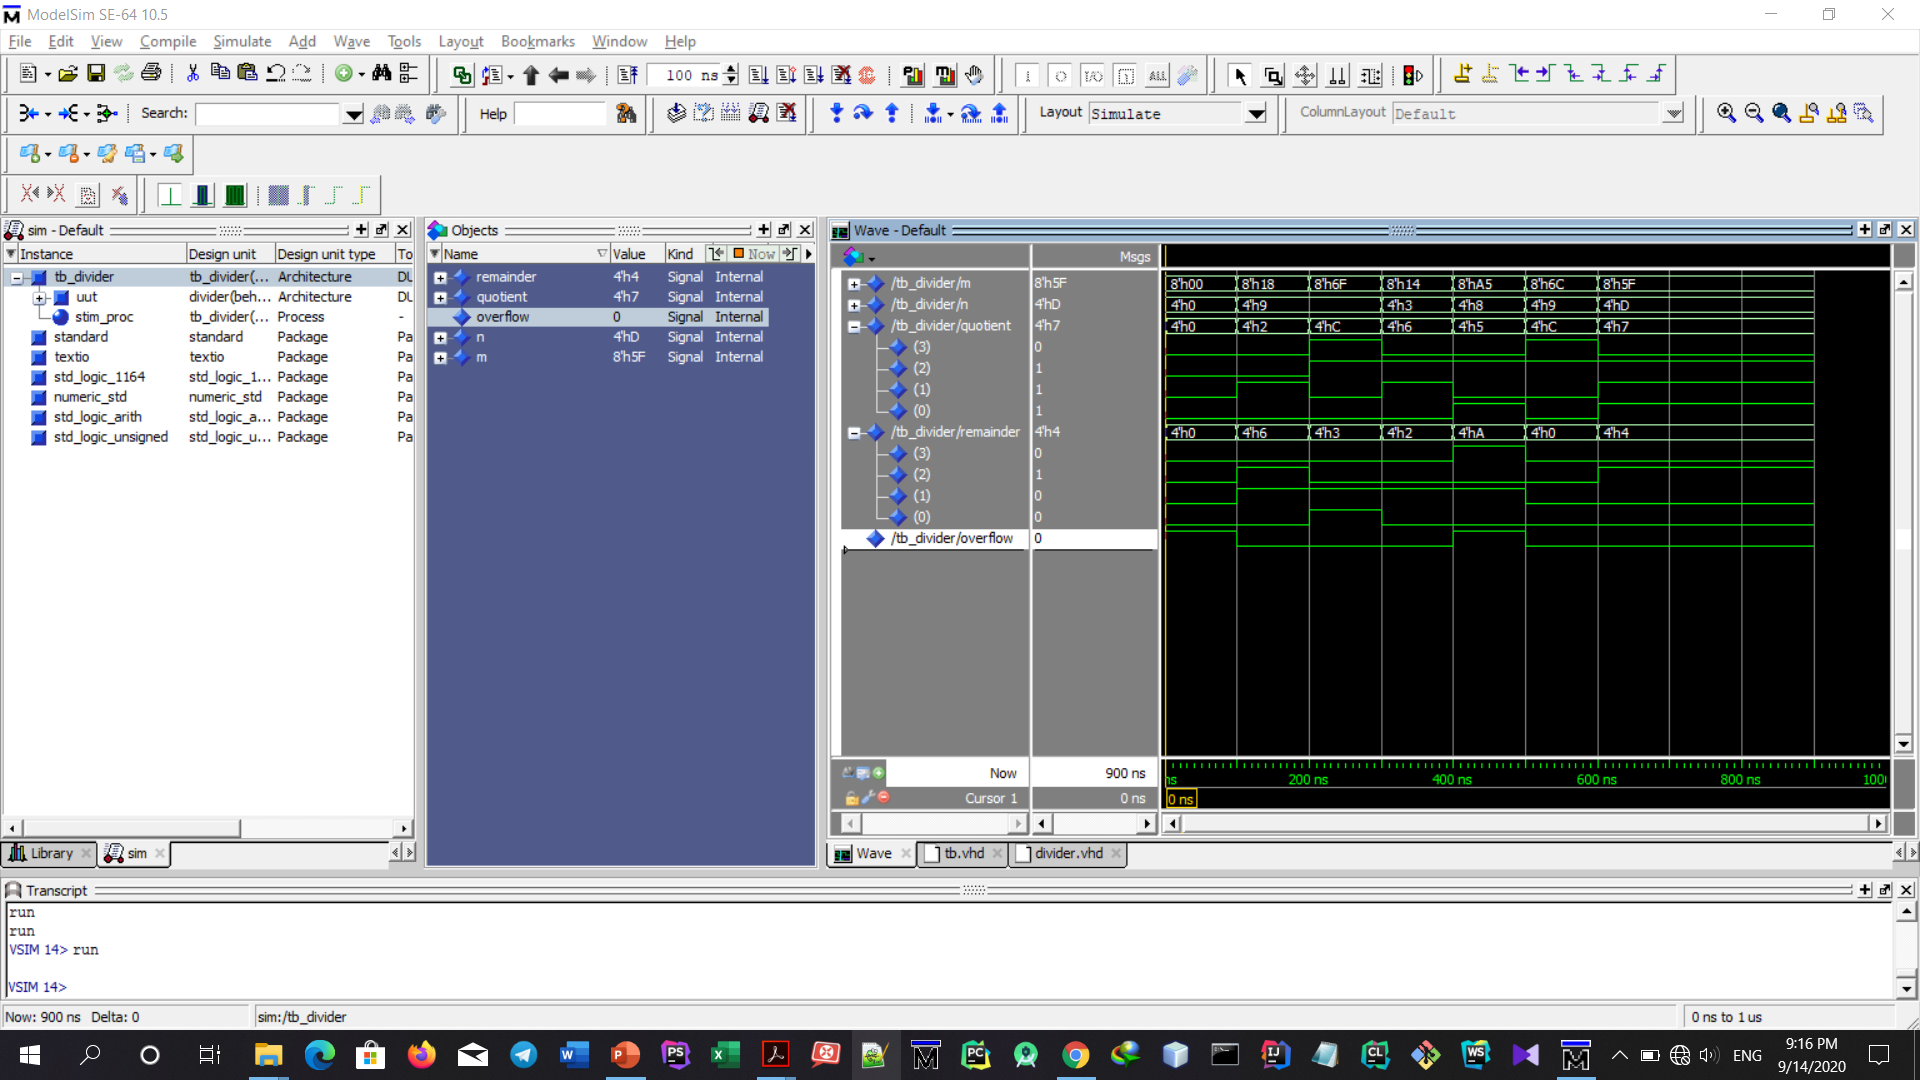 ModelSim SE-64 10.5
File Edit View Compile Simulate Add Wave Tools Layout Bookmarks Window Help
100 ns
Search:
Help
Layout Simulate
ColumnLayout Default
sim - Default
Instance Design unit Design unit type To
tb_divider tb_divider(... Architecture DU
uut divider(beh... Architecture DU
stim_proc tb_divider(... Process -
standard standard Package Pa
textio textio Package Pa
std_logic_1164 std_logic_1... Package Pa
numeric_std numeric_std Package Pa
std_logic_arith std_logic_a... Package Pa
std_logic_unsigned std_logic_u... Package Pa
Library sim
Objects
Name Value Kind Now
remainder 4'h4 Signal Internal
quotient 4'h7 Signal Internal
overflow 0 Signal Internal
n 4'hD Signal Internal
m 8'h5F Signal Internal
Wave - Default
Msgs
/tb_divider/m 8'h5F 8'h00 8'h18 8'h6F 8'h14 8'hA5 8'h6C 8'h5F
/tb_divider/n 4'hD 4'h0 4'h9 4'h3 4'h8 4'h9 4'hD
/tb_divider/quotient 4'h7 4'h0 4'h2 4'hC 4'h6 4'h5 4'hC 4'h7
(3) 0
(2) 1
(1) 1
(0) 1
/tb_divider/remainder 4'h4 4'h0 4'h6 4'h3 4'h2 4'hA 4'h0 4'h4
(3) 0
(2) 1
(1) 0
(0) 0
/tb_divider/overflow 0
Now 900 ns ns 200 ns 400 ns 600 ns 800 ns 1000
Cursor 1 0 ns 0 ns
Wave tb.vhd divider.vhd
Transcript
run
run
VSIM 14> run
VSIM 14>
Now: 900 ns Delta: 0 sim:/tb_divider 0 ns to 1 us
ENG
9:16 PM
9/14/2020